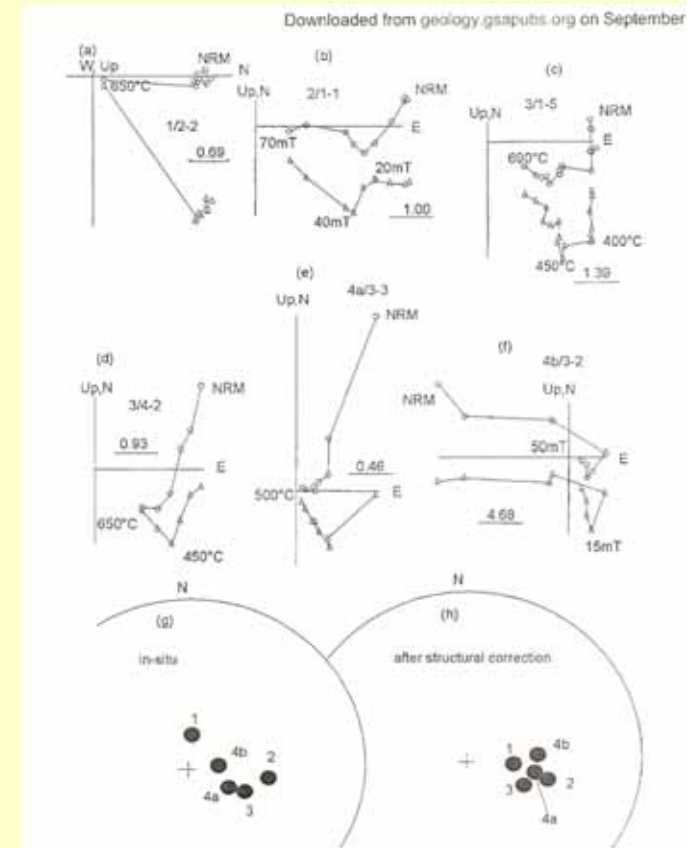 Downloaded from geology.gsapubs.org on September
(a)
W, Up
NRM
N
650°C
1/2-2
0.69
(b)
2/1-1
Up,N
NRM
E
70mT
20mT
40mT
1.00
(c)
3/1-5
Up,N
NRM
E
690°C
400°C
450°C
1.39
(d)
Up,N
3/4-2
NRM
0.93
E
650°C
450°C
(e)
4a/3-3
Up,N
NRM
0.46
500°C
E
(f)
4b/3-2
Up,N
NRM
50mT
E
4.68
15mT
N
(g)
in-situ
1
4b
2
4a
3
N
(h)
after structural correction
1
4b
3
2
4a